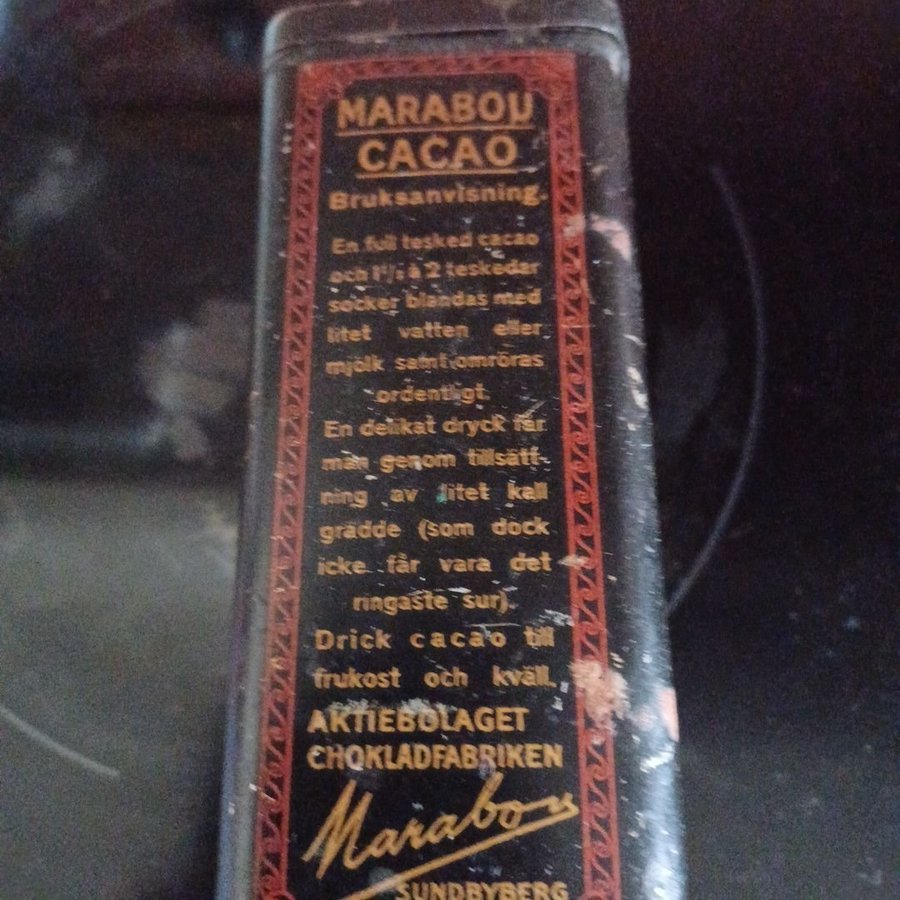 MARABOU
CACAO
Bruksanvisning.
En full tesked cacao
och 1½ à 2 teskedar
socker blandas med
litet vatten eller
mjölk samt omröras
ordentligt.
En delikat dryck får
man genom tillsätt-
ning av litet kall
grädde (som dock
icke får vara det
ringaste sur).
Drick cacao till
frukost och kväll.
AKTIEBOLAGET
CHOKLADFABRIKEN
Marabou
SUNDBYBERG